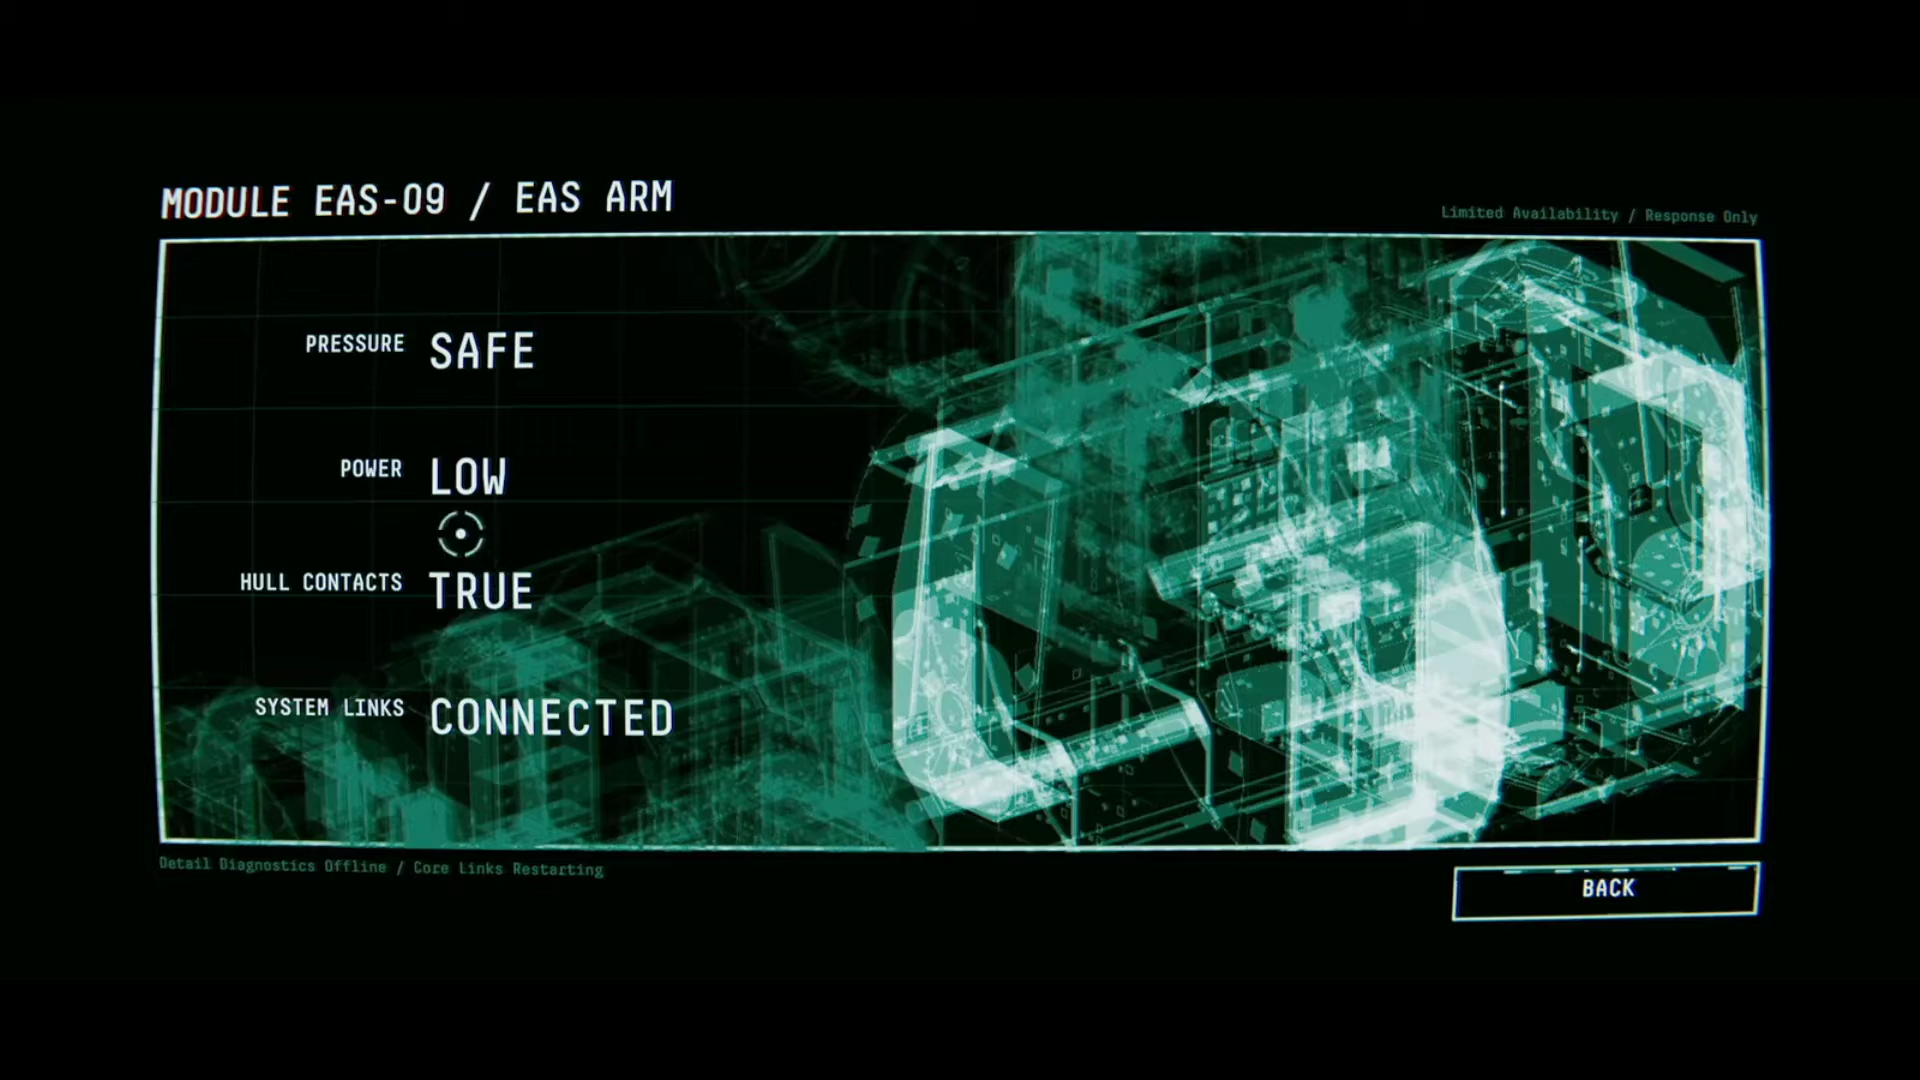 MODULE EAS-09 / EAS ARM
Limited Availability / Response Only
PRESSURE SAFE
POWER LOW
HULL CONTACTS TRUE
SYSTEM LINKS CONNECTED
Detail Diagnostics Offline / Core Links Restarting
BACK